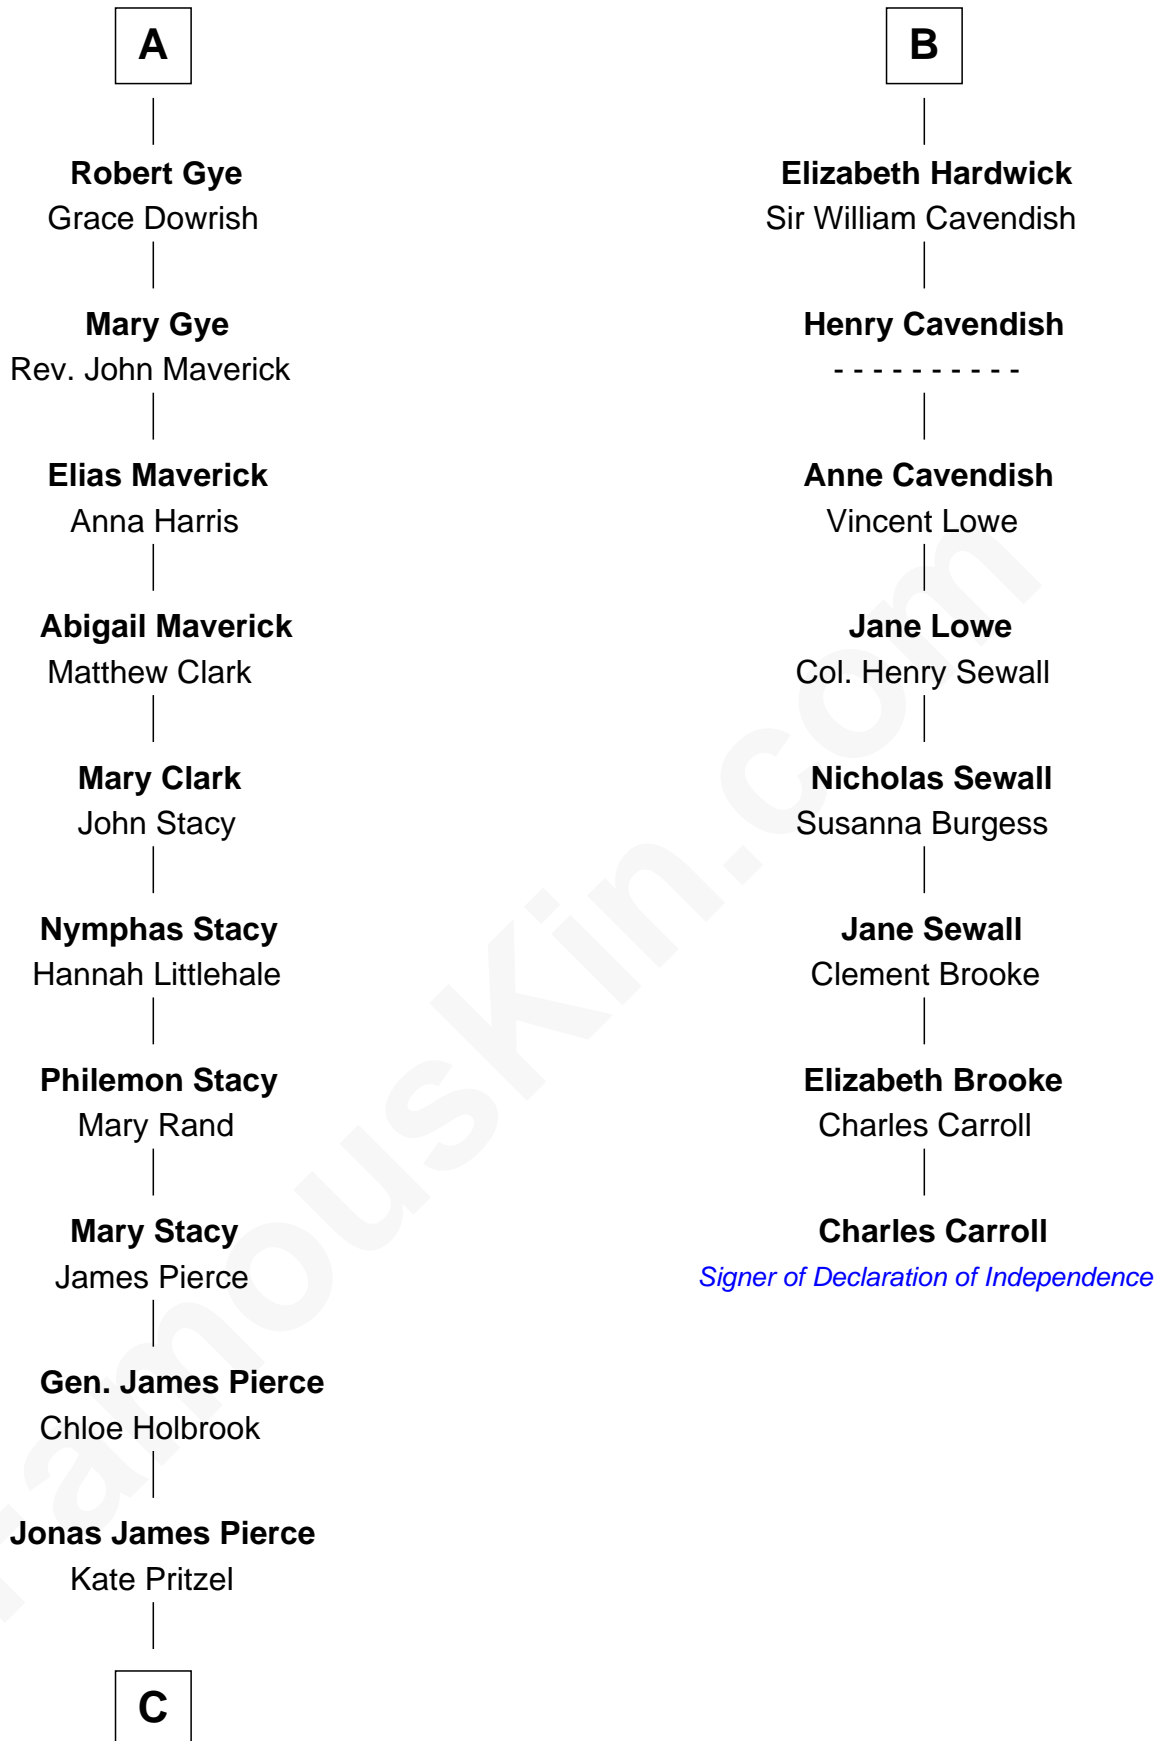 A
Robert Gye
Grace Dowrish
Mary Gye
Rev. John Maverick
Elias Maverick
Anna Harris
Abigail Maverick
Matthew Clark
Mary Clark
John Stacy
Nymphas Stacy
Hannah Littlehale
Philemon Stacy
Mary Rand
Mary Stacy
James Pierce
Gen. James Pierce
Chloe Holbrook
Jonas James Pierce
Kate Pritzel
C
B
Elizabeth Hardwick
Sir William Cavendish
Henry Cavendish
- - - - - - - - - -
Anne Cavendish
Vincent Lowe
Jane Lowe
Col. Henry Sewall
Nicholas Sewall
Susanna Burgess
Jane Sewall
Clement Brooke
Elizabeth Brooke
Charles Carroll
Charles Carroll
Signer of Declaration of Independence
FamousKin.com